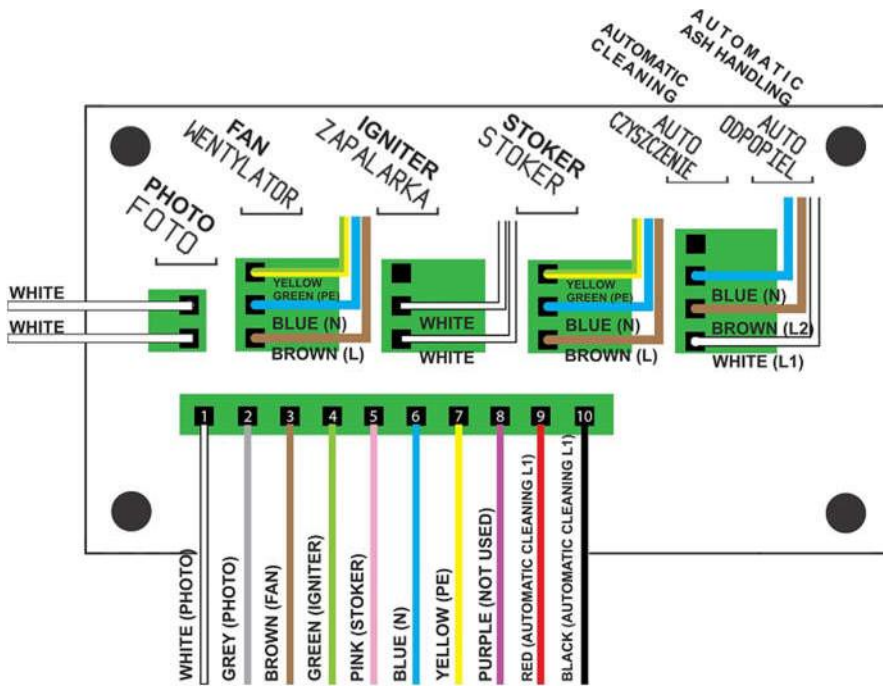 AUTOMATIC
CLEANING
AUTO
CZYSZCZENIE
AUTOMATIC
ASH HANDLING
AUTO
ODPOPIEL
FAN
WENTYLATOR
IGNITER
ZAPALARKA
STOKER
STOKER
PHOTO
FOTO
WHITE
WHITE
YELLOW
GREEN (PE)
BLUE (N)
BROWN (L)
WHITE
WHITE
YELLOW
GREEN (PE)
BLUE (N)
BROWN (L)
BLUE (N)
BROWN (L2)
WHITE (L1)
1 2 3 4 5 6 7 8 9 10
WHITE (PHOTO)
GREY (PHOTO)
BROWN (FAN)
GREEN (IGNITER)
PINK (STOKER)
BLUE (N)
YELLOW (PE)
PURPLE (NOT USED)
RED (AUTOMATIC CLEANING L1)
BLACK (AUTOMATIC CLEANING L1)